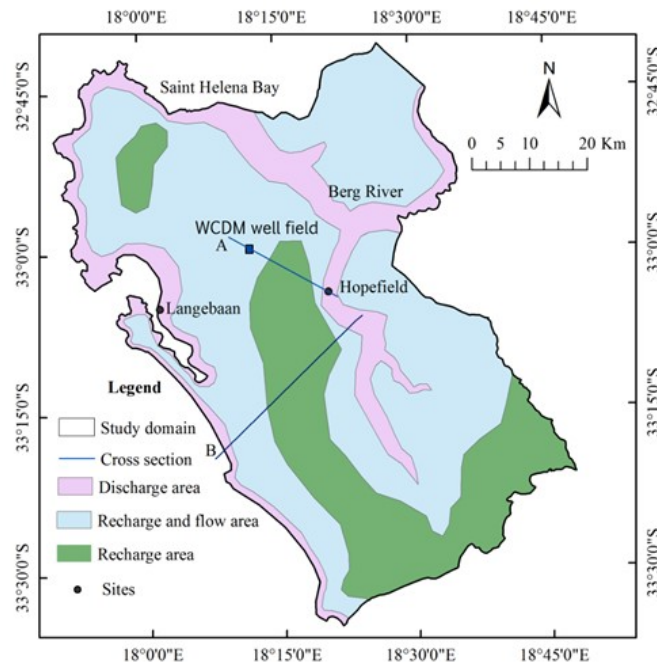 18°0'0"E 18°15'0"E 18°30'0"E 18°45'0"E
32°45'0"S
32°45'0"S
Saint Helena Bay
N
0 5 10 20 Km
Berg River
WCDM well field
A
33°0'0"S
33°0'0"S
Hopefield
Langebaan
Legend
Study domain
Cross section
Discharge area
Recharge and flow area
Recharge area
Sites
B
33°15'0"S
33°15'0"S
33°30'0"S
33°30'0"S
18°0'0"E 18°15'0"E 18°30'0"E 18°45'0"E